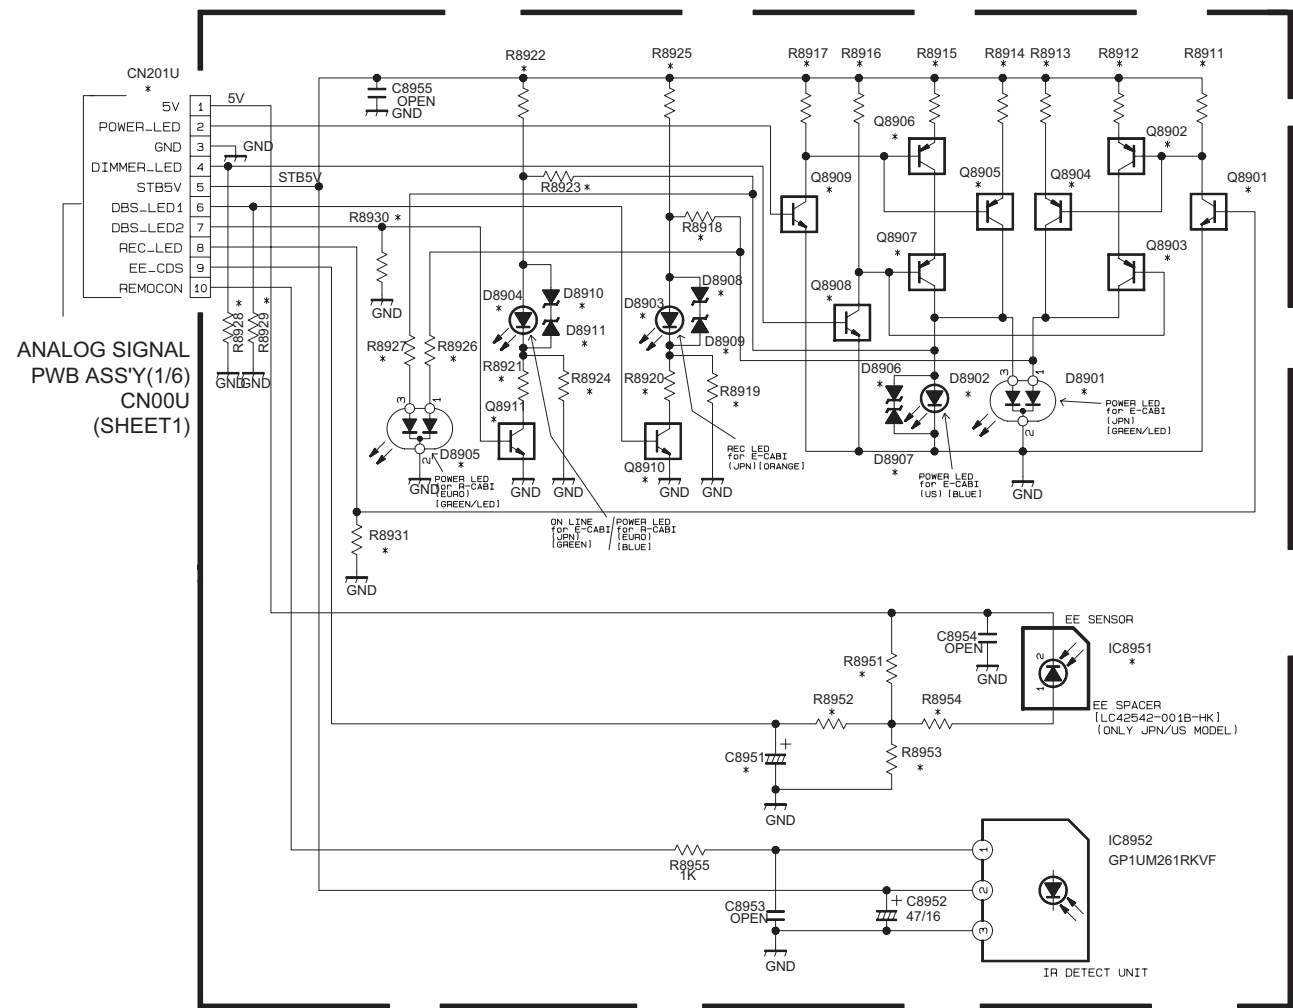 R8922
*
R8925
*
R8917
*
R8916
*
R8915
*
R8914
*
R8913
*
R8912
*
R8911
*
CN201U
*
5V 1 5V
POWER_LED 2
GND 3 GND
DIMMER_LED 4
STB5V 5 STB5V
DBS_LED1 6
DBS_LED2 7
REC_LED 8
EE_CDS 9
REMOCON 10
C8955
OPEN
GND
Q8906
*
Q8902
*
Q8909
*
Q8905
*
Q8904
*
Q8901
*
R8923 *
R8930 *
R8918
*
Q8907
*
Q8903
*
Q8908
*
GND
D8904
*
D8910
*
D8911
*
D8903
*
D8908
*
D8909
*
R8928 *
R8929 *
GND
GND
ANALOG SIGNAL
PWB ASS'Y(1/6)
CN00U
(SHEET1)
R8927
*
R8926
*
R8921
*
R8924
*
R8920
*
R8919
*
D8906
*
D8902
*
D8901
*
3
1
POWER LED
for E-CABI
(JPN)
[GREEN/LED]
2
3
1
2
Q8911
*
Q8910
*
D8905
*
POWER LED
for R-CABI
(EURO)
[GREEN/LED]
GND
GND
GND
GND
GND
REC LED
for E-CABI
(JPN)[ORANGE]
D8907
*
POWER LED
for E-CABI
(US) [BLUE]
GND
ON LINE
for E-CABI
(JPN)
[GREEN]
/
POWER LED
for R-CABI
(EURO)
[BLUE]
R8931
*
GND
EE SENSOR
C8954
OPEN
GND
IC8951
*
2
1
R8951
*
R8952
*
R8954
*
EE SPACER
[LC42542-001B-HK]
(ONLY JPN/US MODEL)
C8951
*
+
R8953
*
GND
IC8952
GP1UM261RKVF
R8955
1K
1
2
3
C8953
OPEN
+
C8952
47/16
GND
IR DETECT UNIT